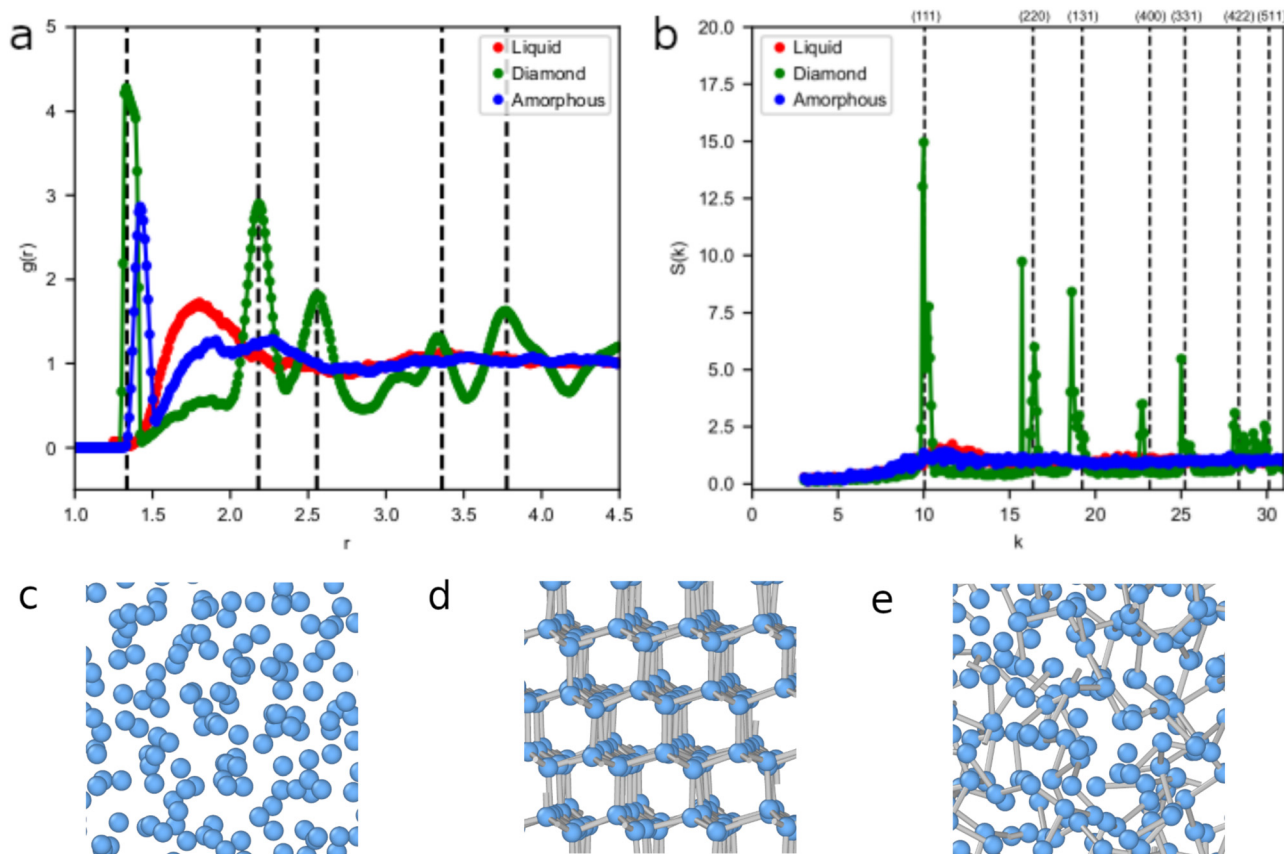 a
5
4
3
2
1
0
g(r)
1.0 1.5 2.0 2.5 3.0 3.5 4.0 4.5
r
Liquid
Diamond
Amorphous
b
(111) (220) (131) (400) (331) (422) (511)
20.0
17.5
15.0
12.5
10.0
7.5
5.0
2.5
0.0
S(k)
0 5 10 15 20 25 30
k
Liquid
Diamond
Amorphous
c
d
e